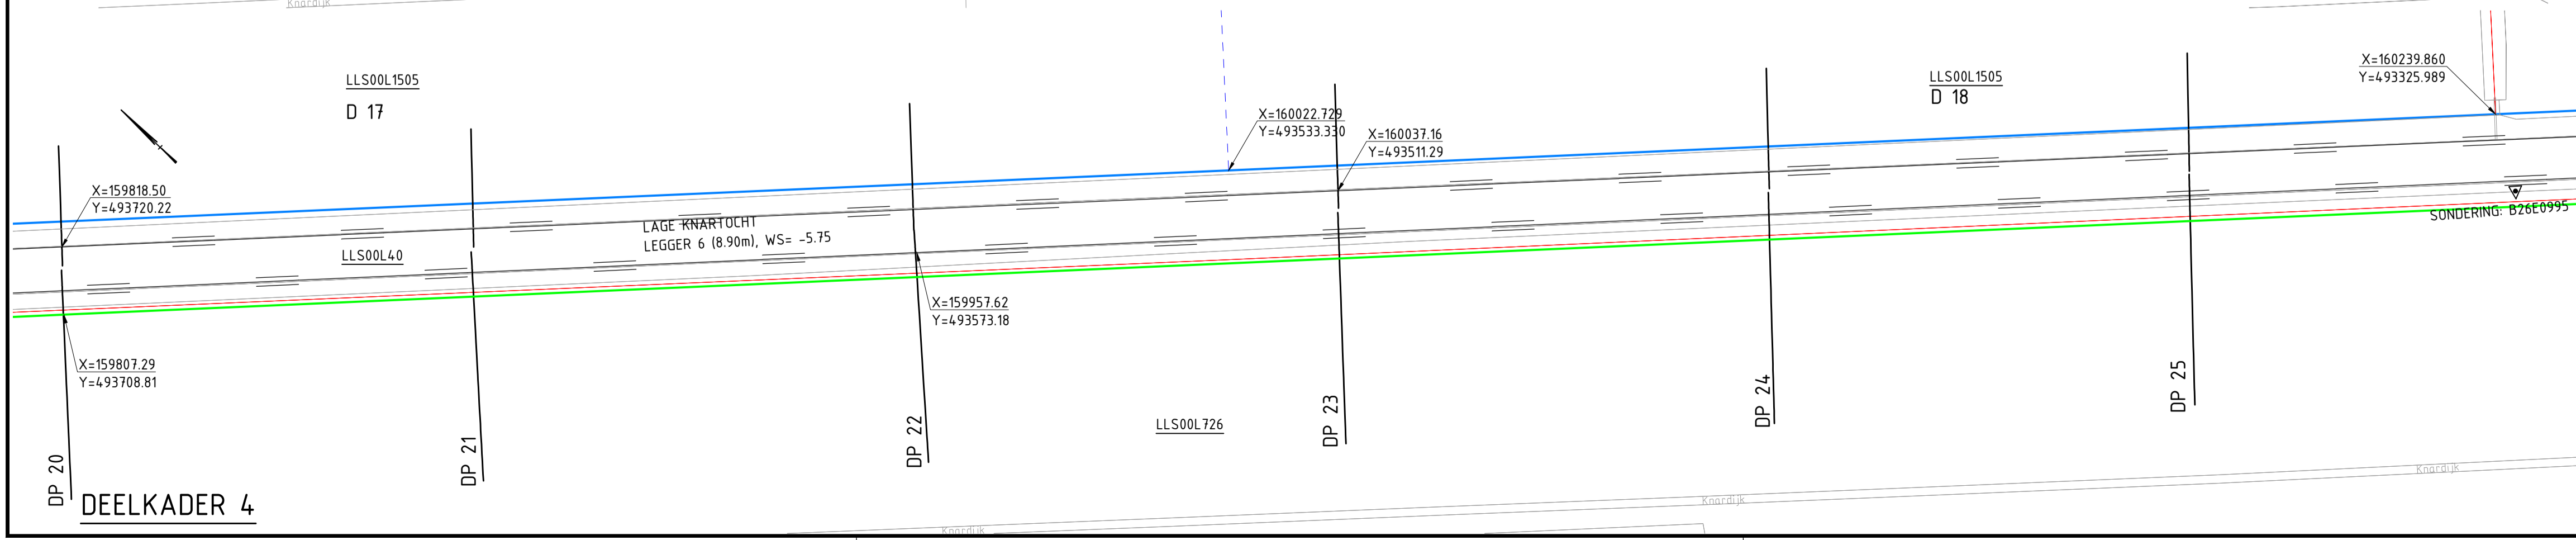 Knardijk
LLS00L1505
D 17
X=159818.50
Y=493720.22
LLS00L40
LAGE KNARTOCHT
LEGGER 6 (8.90m), WS= -5.75
X=160022.729
Y=493533.330
X=160037.16
Y=493511.29
LLS00L1505
D 18
X=160239.860
Y=493325.989
SONDERING: B26E0995
X=159957.62
Y=493573.18
X=159807.29
Y=493708.81
LLS00L726
DP 20
DP 21
DP 22
DP 23
DP 24
DP 25
DEELKADER 4
Knardijk
Knardijk
Knardijk